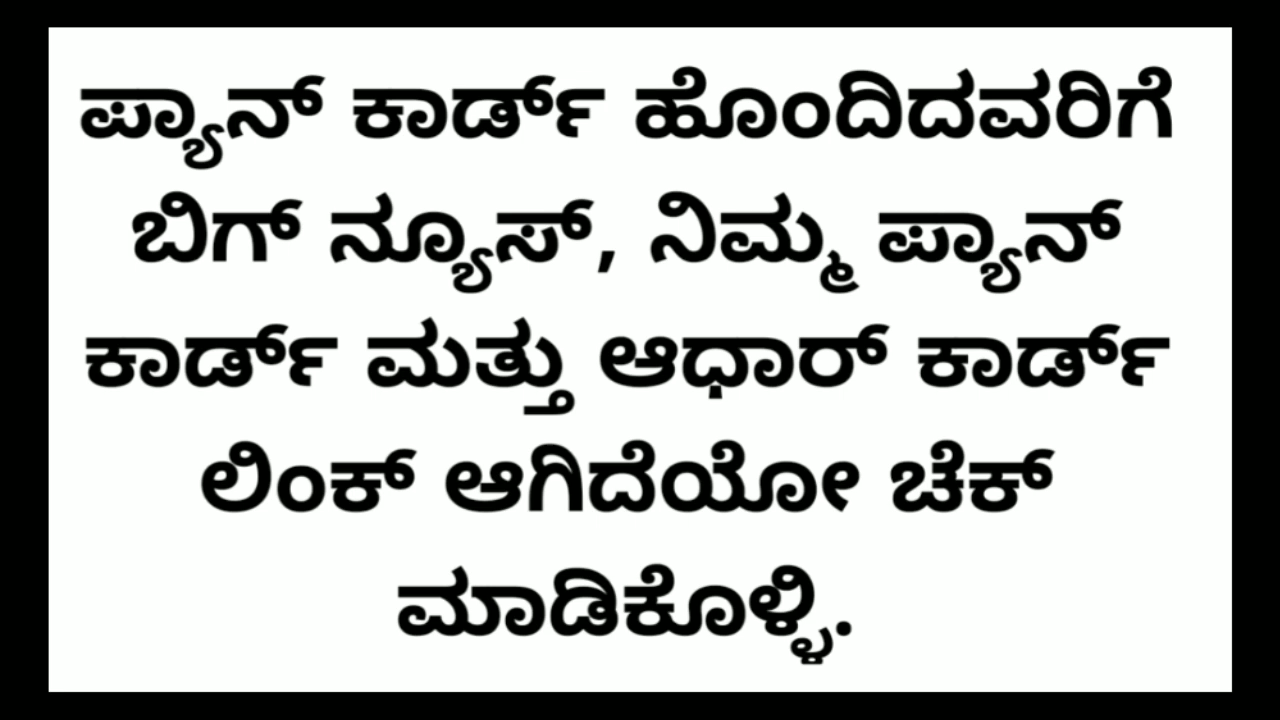 ಪ್ಯಾನ್ ಕಾರ್ಡ್ ಹೊಂದಿದವರಿಗೆ
ಬಿಗ್ ನ್ಯೂಸ್, ನಿಮ್ಮ ಪ್ಯಾನ್
ಕಾರ್ಡ್ ಮತ್ತು ಆಧಾರ್ ಕಾರ್ಡ್
ಲಿಂಕ್ ಆಗಿದೆಯೋ ಚೆಕ್
ಮಾಡಿಕೊಳ್ಳಿ.